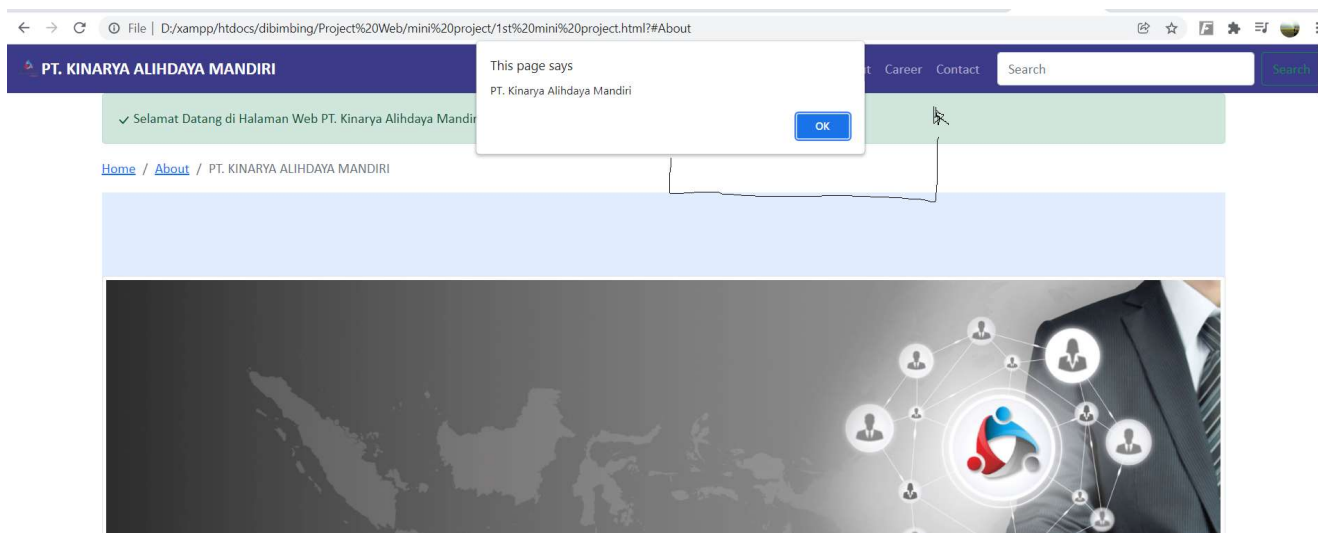 File | D:/xampp/htdocs/dibimbing/Project%20Web/mini%20project/1st%20mini%20project.html?#About
PT. KINARYA ALIHDAYA MANDIRI
Career Contact Search Search
This page says
PT. Kinarya Alihdaya Mandiri
OK
Selamat Datang di Halaman Web PT. Kinarya Alihdaya
Home / About / PT. KINARYA ALIHDAYA MANDIRI